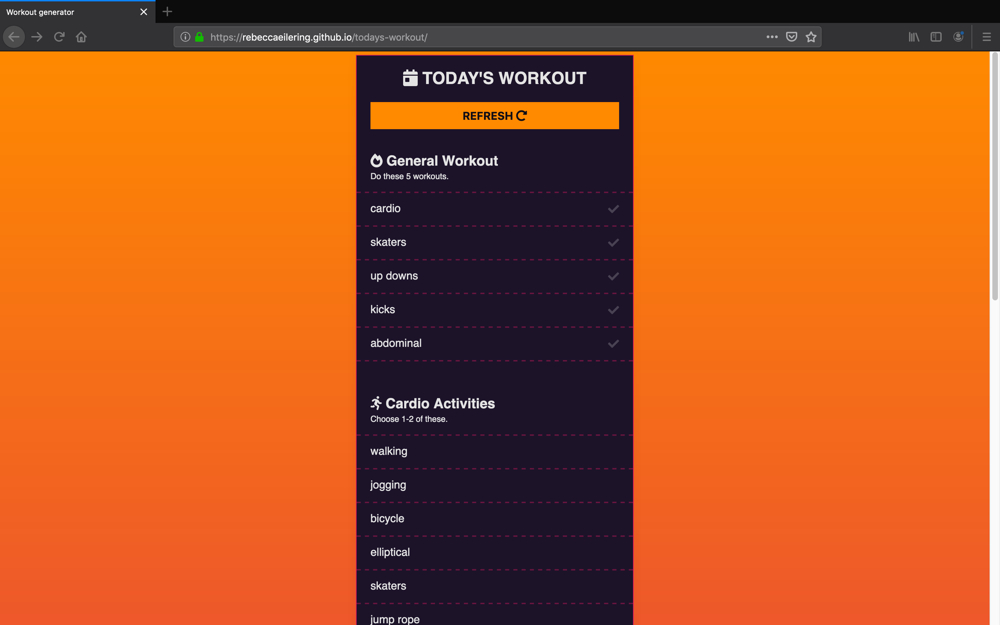 Workout generator
https://rebeccaeilering.github.io/todays-workout/
TODAY'S WORKOUT
REFRESH
General Workout
Do these 5 workouts.
cardio
skaters
up downs
kicks
abdominal
Cardio Activities
Choose 1-2 of these.
walking
jogging
bicycle
elliptical
skaters
jump rope